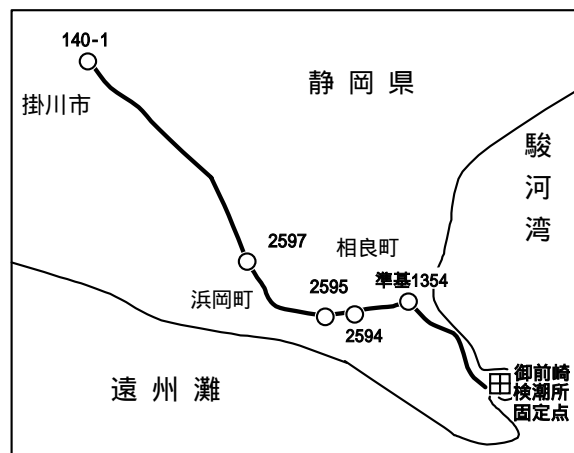 140-1
静岡県
掛川市
駿河湾
2597
相良町
準基1354
浜岡町
2595
2594
遠州灘
御前崎
検潮所
固定点